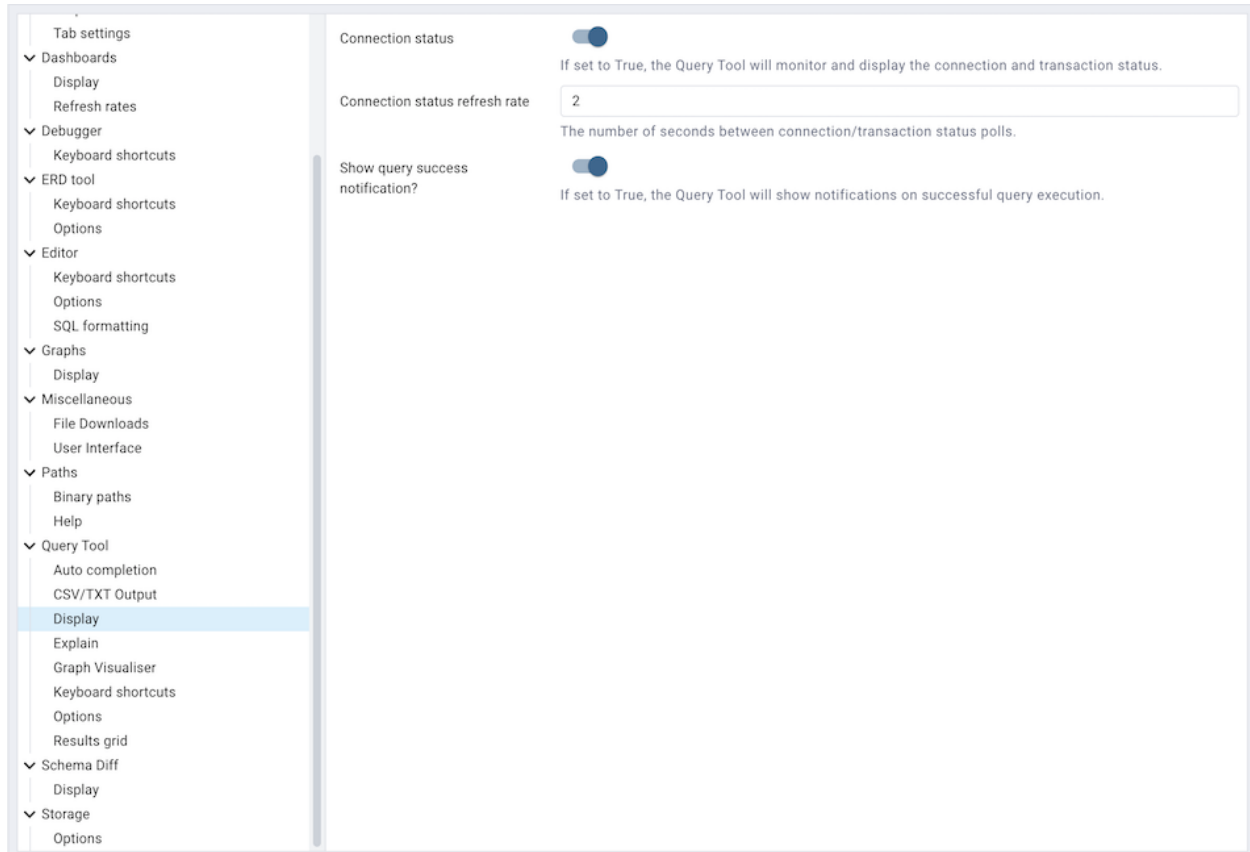 Tab settings
Dashboards
Display
Refresh rates
Debugger
Keyboard shortcuts
ERD tool
Keyboard shortcuts
Options
Editor
Keyboard shortcuts
Options
SQL formatting
Graphs
Display
Miscellaneous
File Downloads
User Interface
Paths
Binary paths
Help
Query Tool
Auto completion
CSV/TXT Output
Display
Explain
Graph Visualiser
Keyboard shortcuts
Options
Results grid
Schema Diff
Display
Storage
Options
Connection status
If set to True, the Query Tool will monitor and display the connection and transaction status.
Connection status refresh rate
2
The number of seconds between connection/transaction status polls.
Show query success
notification?
If set to True, the Query Tool will show notifications on successful query execution.